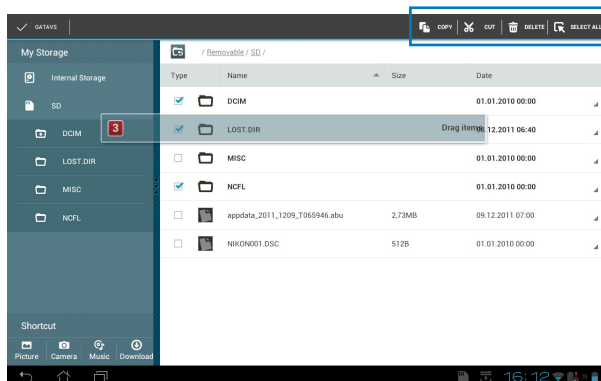 GATAVS
COPY CUT DELETE SELECT ALL
My Storage
/ Removable / SD /
Internal Storage
Type Name Size Date
SD
DCIM 01.01.2010 00:00
DCIM
3
LOST.DIR Drag items 08.12.2011 06:40
LOST.DIR
MISC 01.01.2010 00:00
MISC
NCFL 01.01.2010 00:00
NCFL
appdata_2011_1209_T065946.abu 2,73MB 09.12.2011 07:00
NIKON001.DSC 512B 01.01.2010 00:00
Shortcut
Picture Camera Music Download
16:12